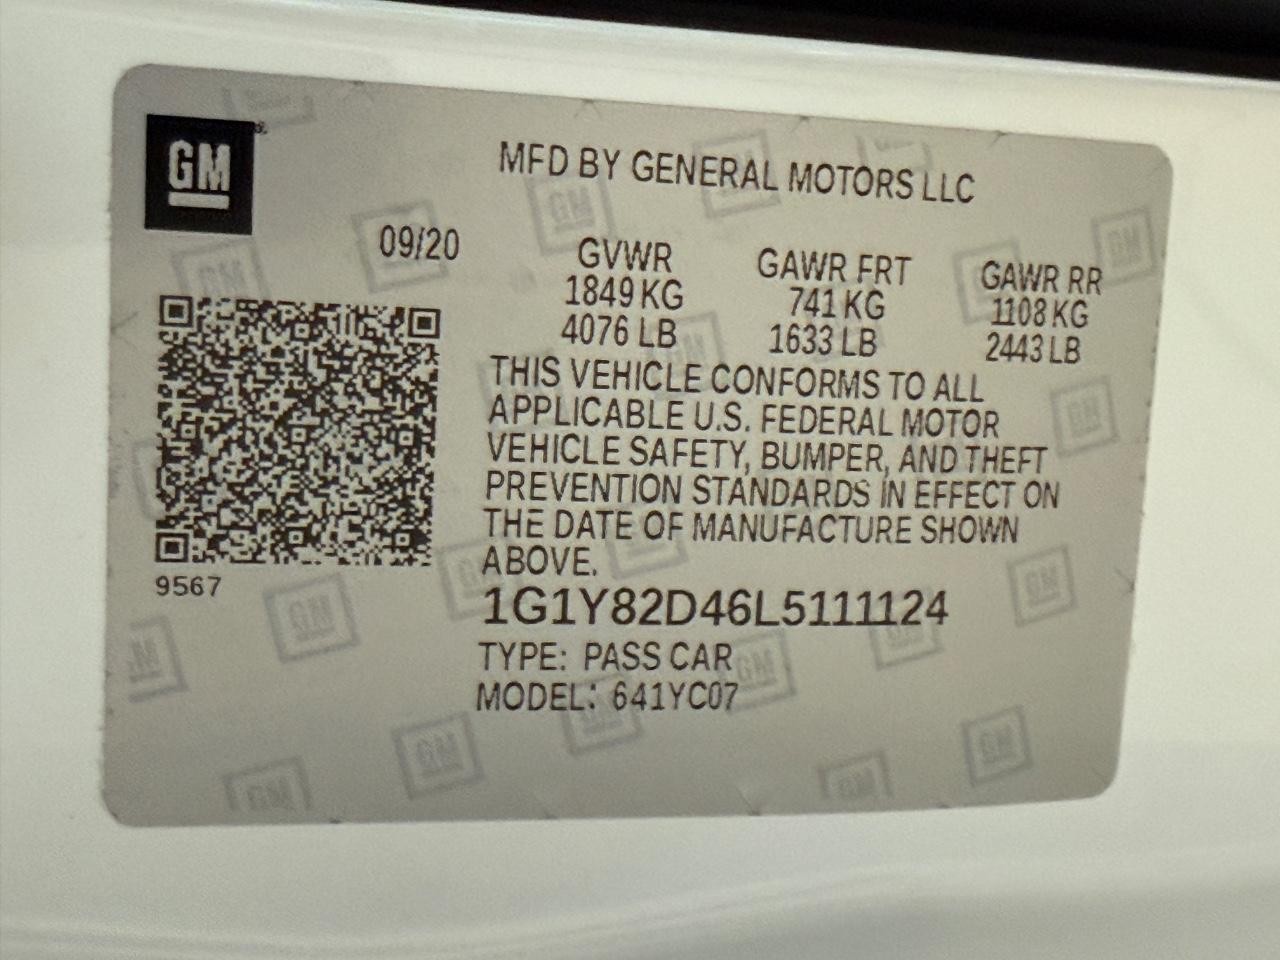 GM
MFD BY GENERAL MOTORS LLC
09/20
GVWR GAWR FRT GAWR RR
1849 KG 741 KG 1108 KG
4076 LB 1633 LB 2443 LB
THIS VEHICLE CONFORMS TO ALL
APPLICABLE U.S. FEDERAL MOTOR
VEHICLE SAFETY, BUMPER, AND THEFT
PREVENTION STANDARDS IN EFFECT ON
THE DATE OF MANUFACTURE SHOWN
ABOVE.
9567
1G1Y82D46L5111124
TYPE: PASS CAR
MODEL: 641YC07